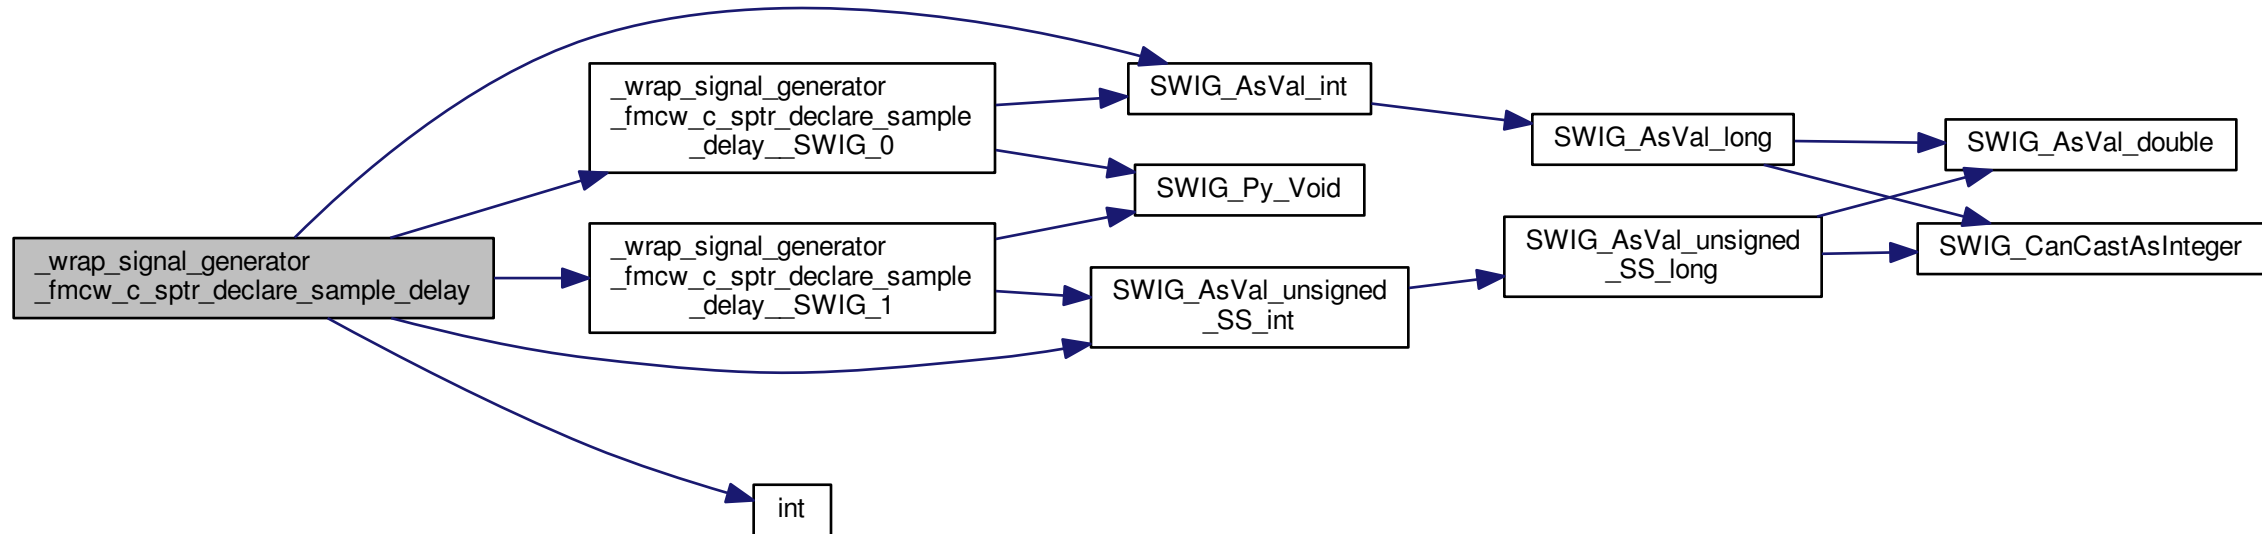 _wrap_signal_generator
_fmcw_c_sptr_declare_sample_delay
_wrap_signal_generator
_fmcw_c_sptr_declare_sample
_delay__SWIG_0
_wrap_signal_generator
_fmcw_c_sptr_declare_sample
_delay__SWIG_1
int
SWIG_AsVal_int
SWIG_Py_Void
SWIG_AsVal_unsigned
_SS_int
SWIG_AsVal_long
SWIG_AsVal_unsigned
_SS_long
SWIG_AsVal_double
SWIG_CanCastAsInteger